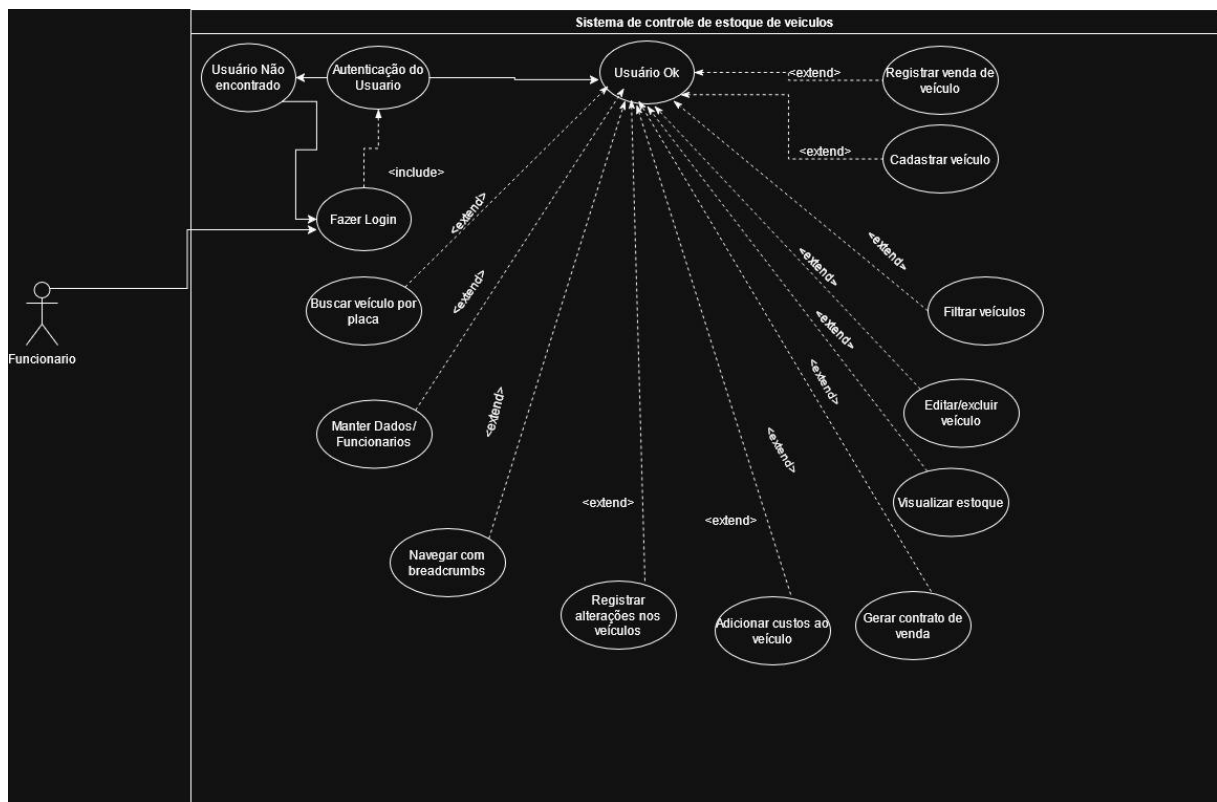 Sistema de controle de estoque de veiculos
Usuário Não
encontrado
Autenticação do
Usuario
Usuário Ok
<extend>
Registrar venda de
veículo
<extend>
Cadastrar veículo
<include>
Fazer Login
<extend>
<extend>
<extend>
Buscar veículo por
placa
<extend>
Filtrar veículos
<extend>
Funcionario
<extend>
Manter Dados/
Funcionarios
<extend>
Editar/excluir
veículo
<extend>
<extend>
<extend>
Visualizar estoque
Navegar com
breadcrumbs
Registrar
alterações nos
veículos
Adicionar custos ao
veículo
Gerar contrato de
venda